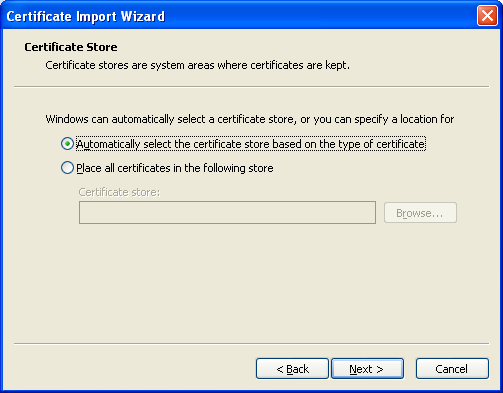 Certificate Import Wizard
Certificate Store
Certificate stores are system areas where certificates are kept.
Windows can automatically select a certificate store, or you can specify a location for
Automatically select the certificate store based on the type of certificate
Place all certificates in the following store
Certificate store:
Browse...
< Back
Next >
Cancel